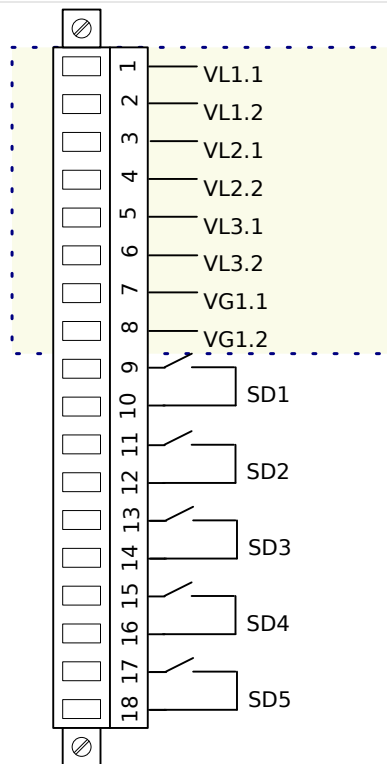 1 VL1.1
2 VL1.2
3 VL2.1
4 VL2.2
5 VL3.1
6 VL3.2
7 VG1.1
8 VG1.2
9
10 SD1
11
12 SD2
13
14 SD3
15
16 SD4
17
18 SD5